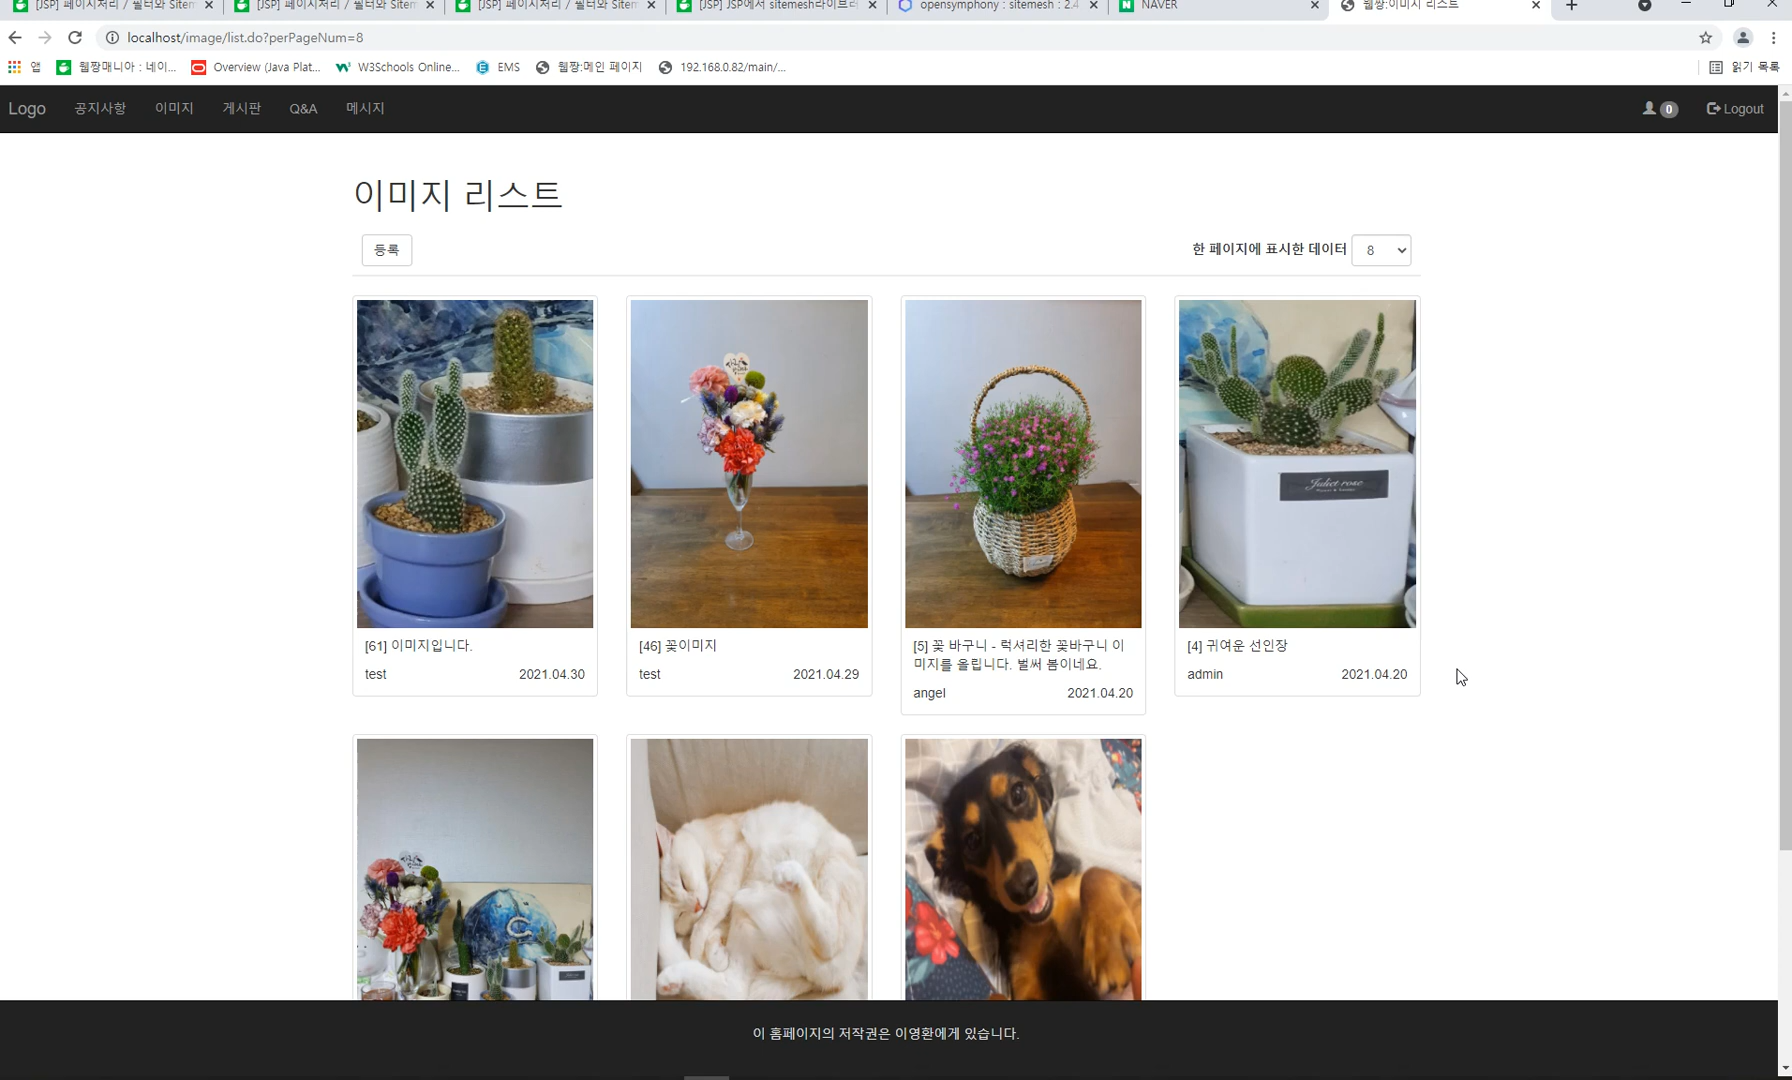 [JSP] 페이지처리 / 필터와 Sitem
[JSP] 페이지처리 / 필터와 Sitem
[JSP] 페이지처리 / 필터와 Sitem
[JSP] JSP에서 sitemesh라이브러
opensymphony : sitemesh : 2.4
NAVER
웹짱:이미지 리스트
localhost/image/list.do?perPageNum=8
앱
웹짱매니아 : 네이...
Overview (Java Plat...
W3Schools Online...
EMS
웹짱:메인 페이지
192.168.0.82/main/...
읽기 목록
Logo
공지사항
이미지
게시판
Q&A
메시지
0
Logout
이미지 리스트
등록
한 페이지에 표시한 데이터 8
Juliet rose
[61] 이미지입니다.
test 2021.04.30
[46] 꽃이미지
test 2021.04.29
[5] 꽃 바구니 - 럭셔리한 꽃바구니 이
미지를 올립니다. 벌써 봄이네요.
angel 2021.04.20
[4] 귀여운 선인장
admin 2021.04.20
이 홈페이지의 저작권은 이영환에게 있습니다.